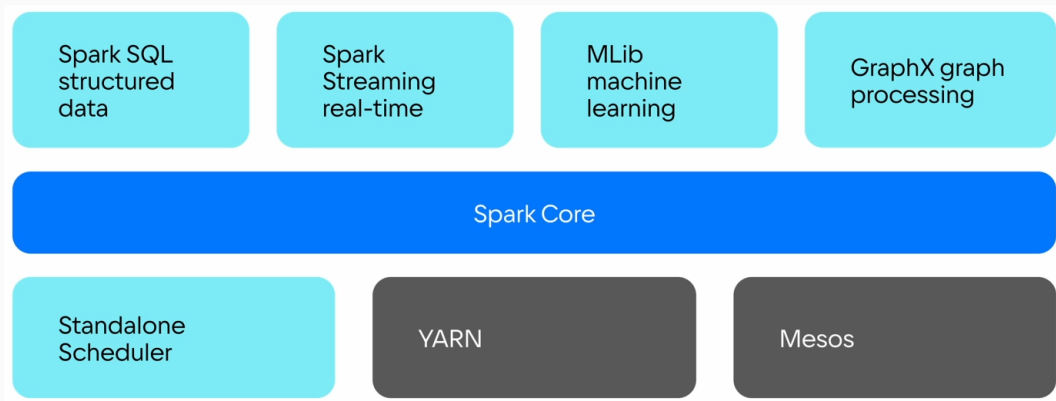 Spark SQL
structured
data
Spark
Streaming
real-time
MLib
machine
learning
GraphX graph
processing
Spark Core
Standalone
Scheduler
YARN
Mesos